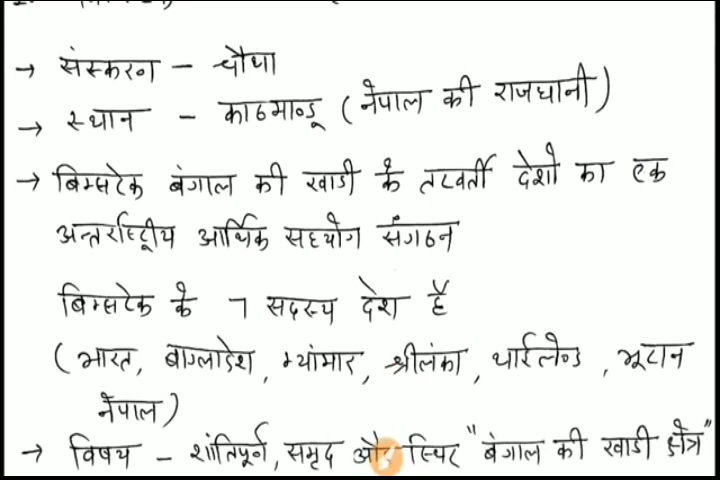 → संस्करण – चौथा
→ स्थान – काठमाण्डू (नेपाल की राजधानी)
→ बिम्सटेक बंगाल की खाडी के तटवर्ती देशो का एक
अन्तर्राष्ट्रीय आर्थिक सहयोग संगठन
बिम्सटेक के 7 सदस्य देश है
(भारत, बाग्लादेश, म्यांमार, श्रीलंका, थाईलैण्ड, भूटान
नेपाल)
→ विषय – शांतिपूर्ण, समृद और स्थिर "बंगाल की खाडी क्षेत्र"